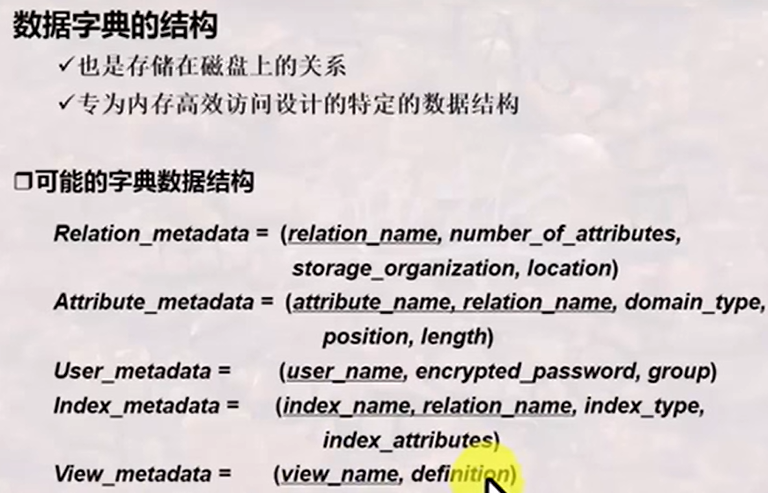 数据字典的结构
✓也是存储在磁盘上的关系
✓专为内存高效访问设计的特定的数据结构
❒可能的字典数据结构
Relation_metadata = (relation_name, number_of_attributes,
storage_organization, location)
Attribute_metadata = (attribute_name, relation_name, domain_type,
position, length)
User_metadata = (user_name, encrypted_password, group)
Index_metadata = (index_name, relation_name, index_type,
index_attributes)
View_metadata = (view_name, definition)